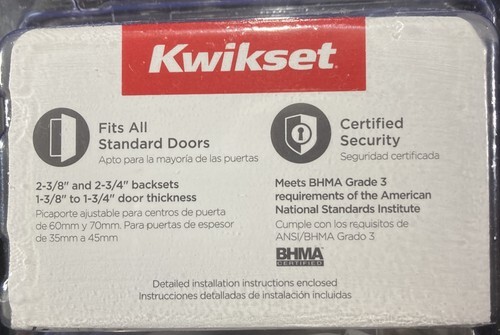 Kwikset
Fits All
Standard Doors
Apto para la mayoría de las puertas
2-3/8" and 2-3/4" backsets
1-3/8" to 1-3/4" door thickness
Picaporte ajustable para centros de puerta
de 60mm y 70mm. Para puertas de espesor
de 35mm a 45mm
Certified
Security
Seguridad certificada
Meets BHMA Grade 3
requirements of the American
National Standards Institute
Cumple con los requisitos de
ANSI/BHMA Grado 3
BHMA
CERTIFIED
Detailed installation instructions enclosed
Instrucciones detalladas de instalación incluidas